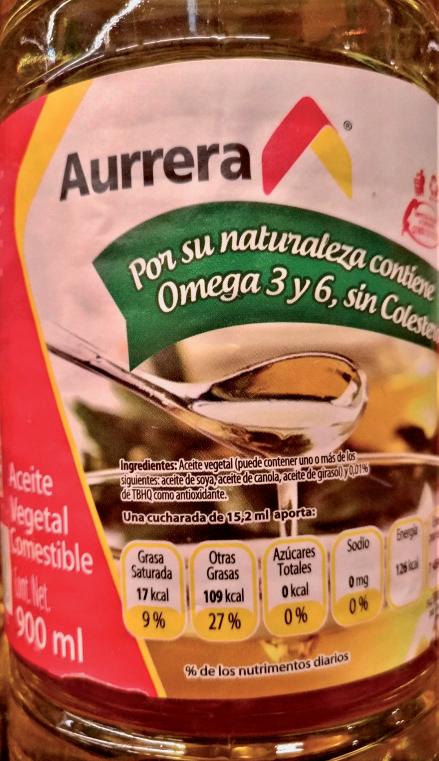 Aurrera
®
Por su naturaleza contiene
Omega 3 y 6, sin
Ingredientes: Aceite vegetal (puede contener uno o más de los
siguientes: aceite de soya, aceite de canola, aceite de girasol) y 0,01%
de TBHQ como antioxidante.
Una cucharada de 15,2 ml aporta:
Grasa
Saturada
17 kcal
9 %
Otras
Grasas
109 kcal
27 %
Azúcares
Totales
0 kcal
0 %
Sodio
0 mg
0 %
Energía
126 kcal
% de los nutrimentos diarios
Aceite
Vegetal
Comestible
Cont. Net.
900 ml